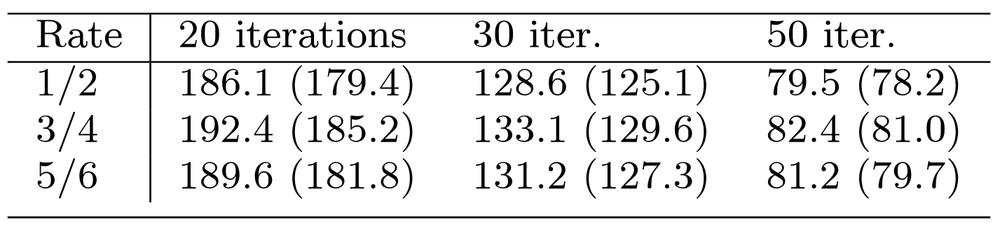 Rate 20 iterations 30 iter. 50 iter.
1/2 186.1 (179.4) 128.6 (125.1) 79.5 (78.2)
3/4 192.4 (185.2) 133.1 (129.6) 82.4 (81.0)
5/6 189.6 (181.8) 131.2 (127.3) 81.2 (79.7)